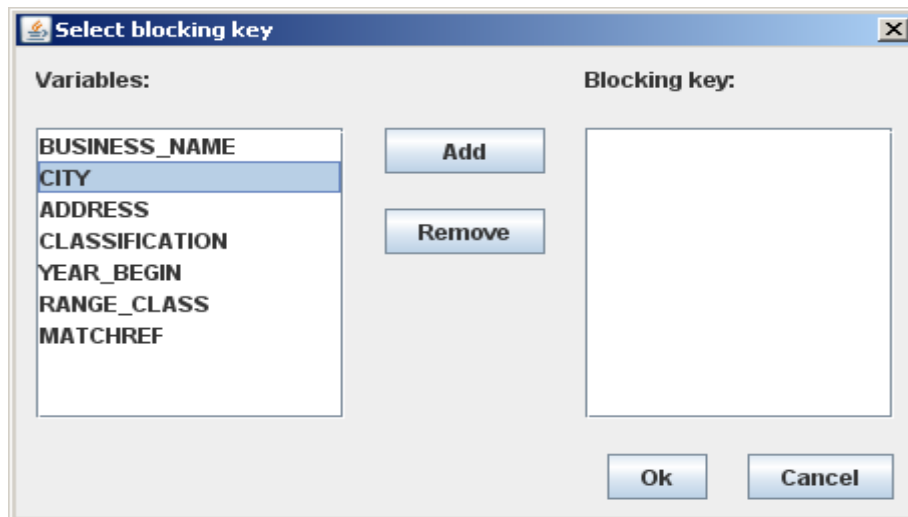 Select blocking key
Variables:
Blocking key:
BUSINESS_NAME
CITY
ADDRESS
CLASSIFICATION
YEAR_BEGIN
RANGE_CLASS
MATCHREF
Add
Remove
Ok
Cancel